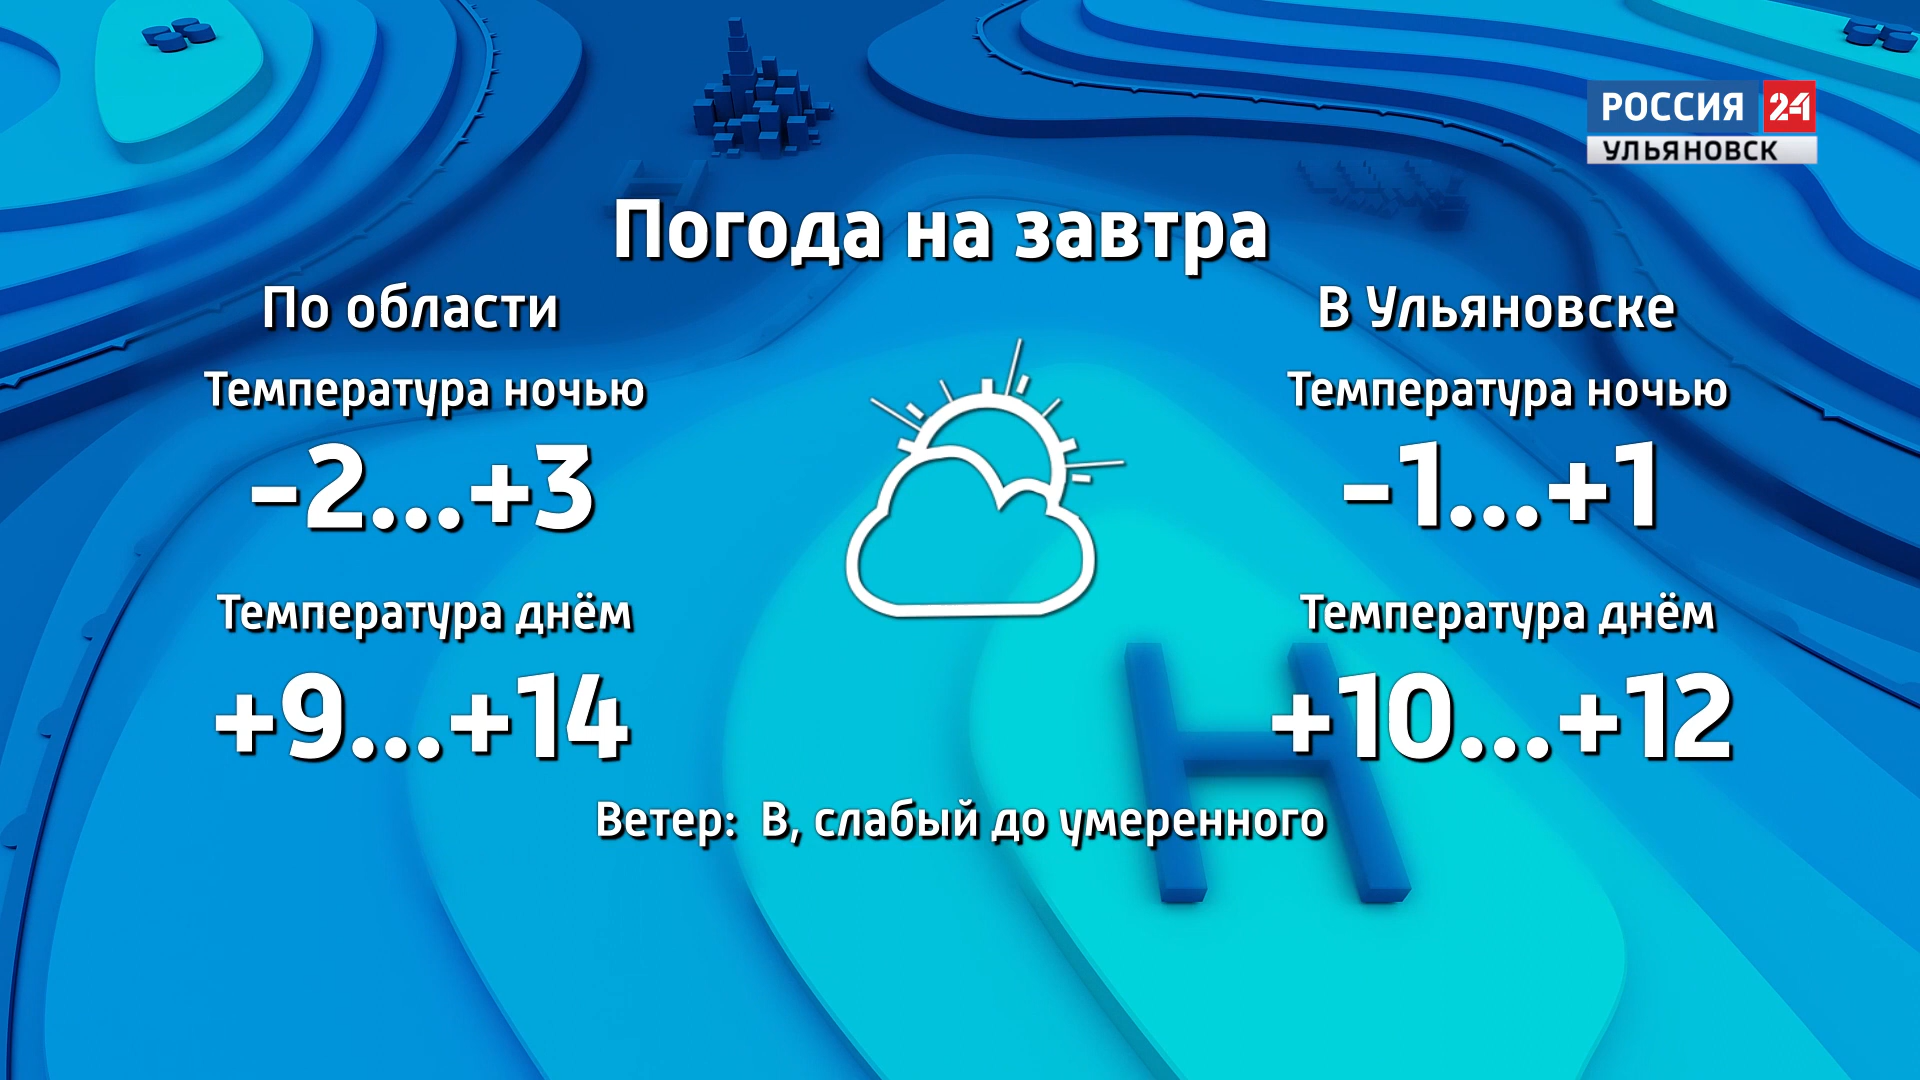 РОССИЯ 24
УЛЬЯНОВСК
Погода на завтра
По области
Температура ночью
-2...+3
Температура днём
+9...+14
В Ульяновске
Температура ночью
-1...+1
Температура днём
+10...+12
Ветер: В, слабый до умеренного
Н